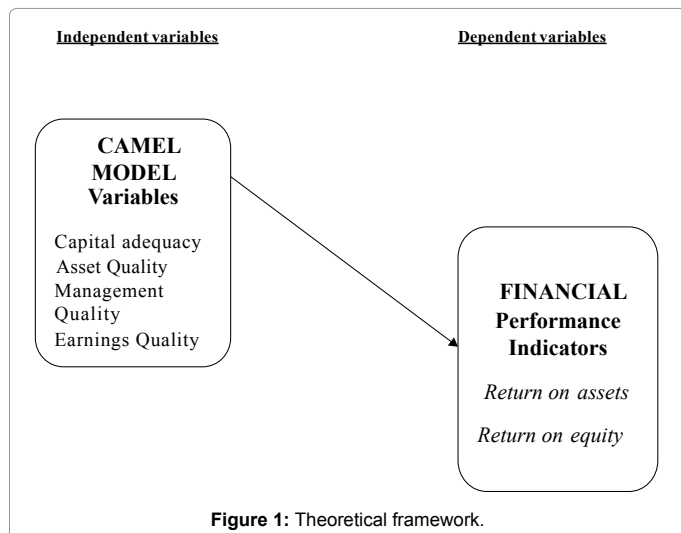 Independent variables
Dependent variables
CAMEL
MODEL
Variables
Capital adequacy
Asset Quality
Management
Quality
Earnings Quality
FINANCIAL
Performance
Indicators
Return on assets
Return on equity
Figure 1: Theoretical framework.